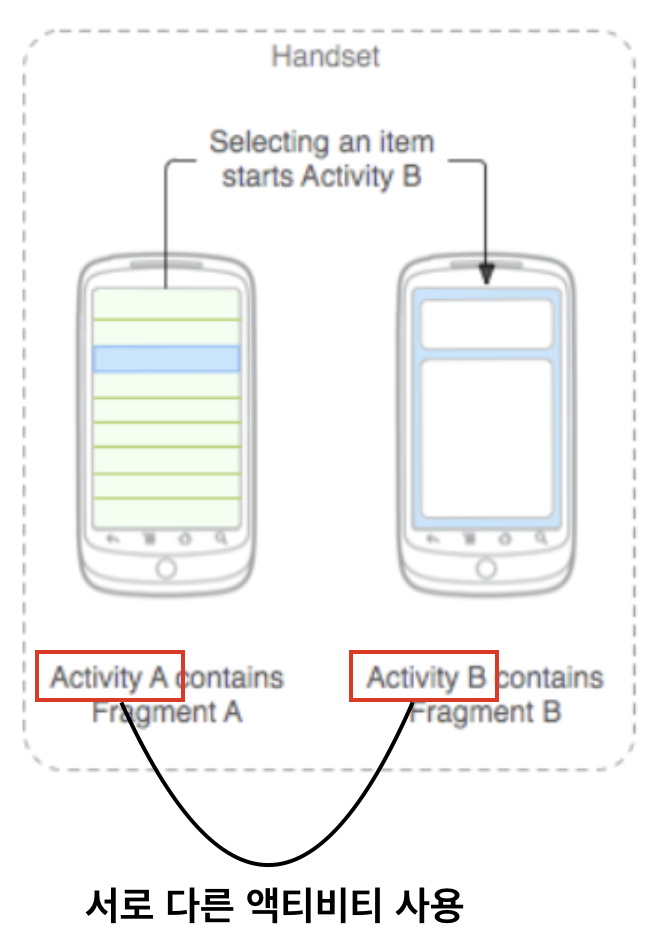 Handset
Selecting an item
starts Activity B
Activity A contains
Fragment A
Activity B contains
Fragment B
서로 다른 액티비티 사용